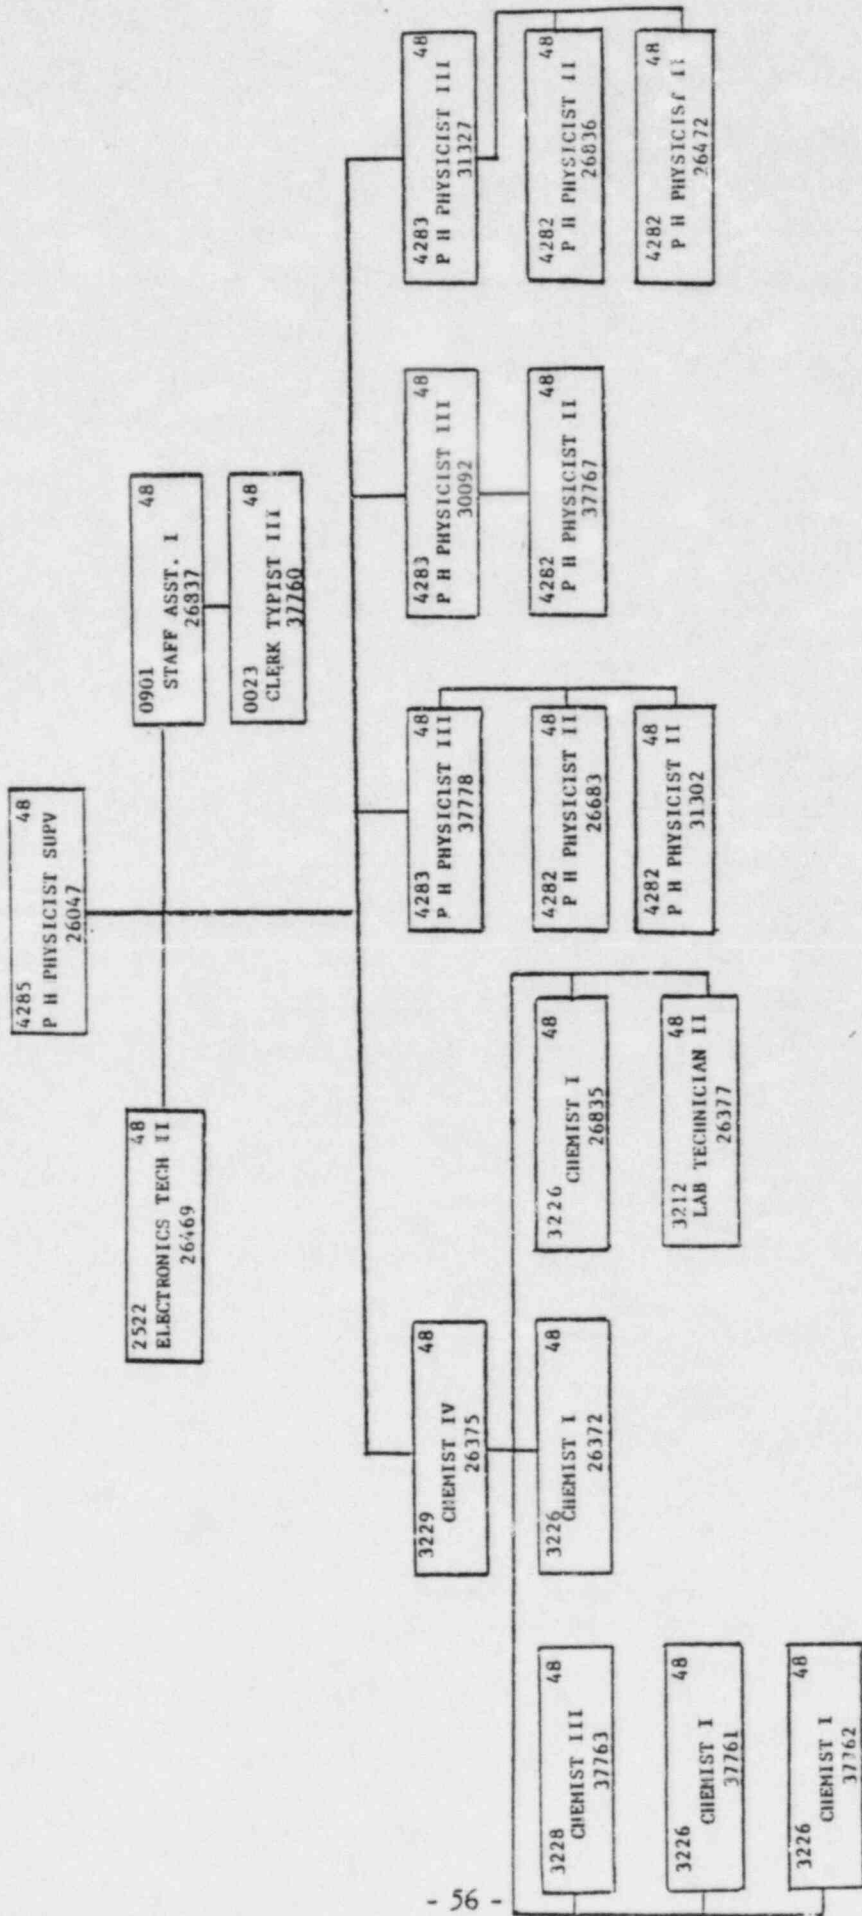 4285 48
P H PHYSICIST SUPV
26047
2522 48
ELECTRONICS TECH II
26469
0901 48
STAFF ASST. I
26837
0023 48
CLERK TYPIST III
37760
3229 48
CHEMIST IV
26375
3228 48
CHEMIST III
37763
3226 48
CHEMIST I
37761
3226 48
CHEMIST I
37762
3226 48
CHEMIST I
26372
3226 48
CHEMIST I
26835
3212 48
LAB TECHNICIAN II
26377
4283 48
P H PHYSICIST III
37778
4282 48
P H PHYSICIST II
26683
4282 48
P H PHYSICIST II
31302
4283 48
P H PHYSICIST III
30092
4282 48
P H PHYSICIST II
37767
4283 48
P H PHYSICIST III
31327
4282 48
P H PHYSICIST II
26836
4282 48
P H PHYSICIST II
26472
- 56 -